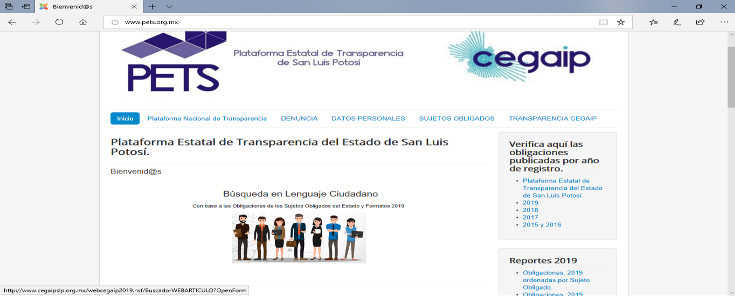 Bienvenid@s
www.pets.org.mx/
PETS
Plataforma Estatal de Transparencia
de San Luis Potosí
cegaip
Inicio
Plataforma Nacional de Transparencia
DENUNCIA
DATOS PERSONALES
SUJETOS OBLIGADOS
TRANSPARENCIA CEGAIP
Plataforma Estatal de Transparencia del Estado de San Luis
Potosí.
Bienvenid@s
Búsqueda en Lenguaje Ciudadano
Con base a las Obligaciones de los Sujetos Obligados del Estado y Formatos 2019
Verifica aquí las
obligaciones
publicadas por año
de registro.
Plataforma Estatal de
Transparencia del Estado
de San Luis Potosí.
2019
2018
2017
2015 y 2016
Reportes 2019
Obligaciones, 2019
ordenadas por Sujeto
Obligado.
Obligaciones, 2019
http://www.cegaipslp.org.mx/webcegaip2019.nsf/BuscadorWEBARTICULO?OpenForm